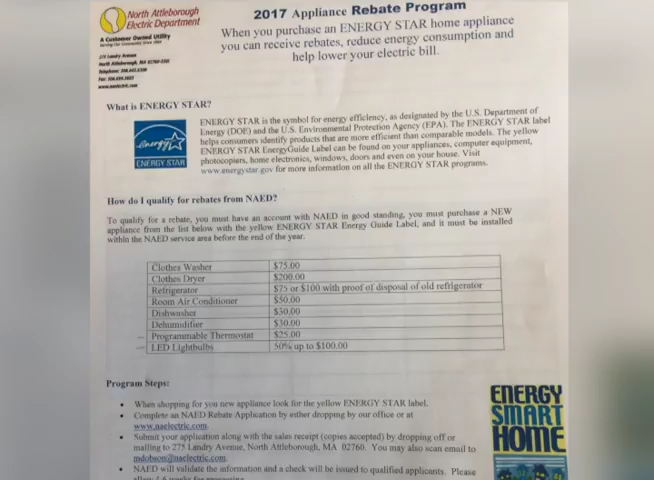 North Attleborough
Electric Department
A Customer Owned Utility
275 Landry Avenue
www.naelectric.com
2017 Appliance Rebate Program
When you purchase an ENERGY STAR home appliance
you can receive rebates, reduce energy consumption and
help lower your electric bill.
What is ENERGY STAR?
energy
ENERGY STAR
ENERGY STAR is the symbol for energy efficiency, as designated by the U.S. Department of
Energy (DOE) and the U.S. Environmental Protection Agency (EPA). The ENERGY STAR label
helps consumers identify products that are more efficient than comparable models. The yellow
ENERGY STAR EnergyGuide Label can be found on your appliances, computer equipment,
photocopiers, home electronics, windows, doors and even on your house. Visit
www.energystar.gov for more information on all the ENERGY STAR programs.
How do I qualify for rebates from NAED?
To qualify for a rebate, you must have an account with NAED in good standing, you must purchase a NEW
appliance from the list below with the yellow ENERGY STAR Energy Guide Label, and it must be installed
within the NAED service area before the end of the year.
Clothes Washer $75.00
Clothes Dryer $200.00
Refrigerator $75 or $100 with proof of disposal of old refrigerator
Room Air Conditioner $50.00
Dishwasher $30.00
Dehumidifier $30.00
Programmable Thermostat $25.00
LED Lightbulbs 50% up to $100.00
Program Steps:
• When shopping for you new appliance look for the yellow ENERGY STAR label.
• Complete an NAED Rebate Application by either dropping by our office or at
www.naelectric.com.
• Submit your application along with the sales receipt (copies accepted) by dropping off or
mailing to 275 Landry Avenue, North Attleborough, MA 02760. You may also scan email to
mdobson@naelectric.com.
• NAED will validate the information and a check will be issued to qualified applicants. Please
ENERGY
SMART
HOME